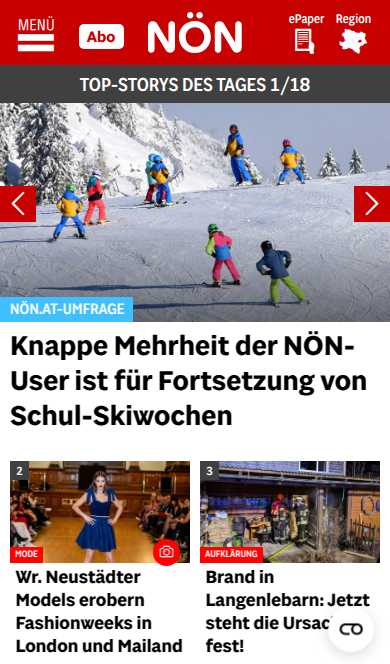 MENÜ
Abo
NÖN
ePaper
Region
TOP-STORYS DES TAGES 1/18
NÖN.AT-UMFRAGE
Knappe Mehrheit der NÖN-
User ist für Fortsetzung von
Schul-Skiwochen
2
MODE
Wr. Neustädter
Models erobern
Fashionweeks in
London und Mailand
3
AUFKLÄRUNG
Brand in
Langenlebarn: Jetzt
steht die Ursac
fest!